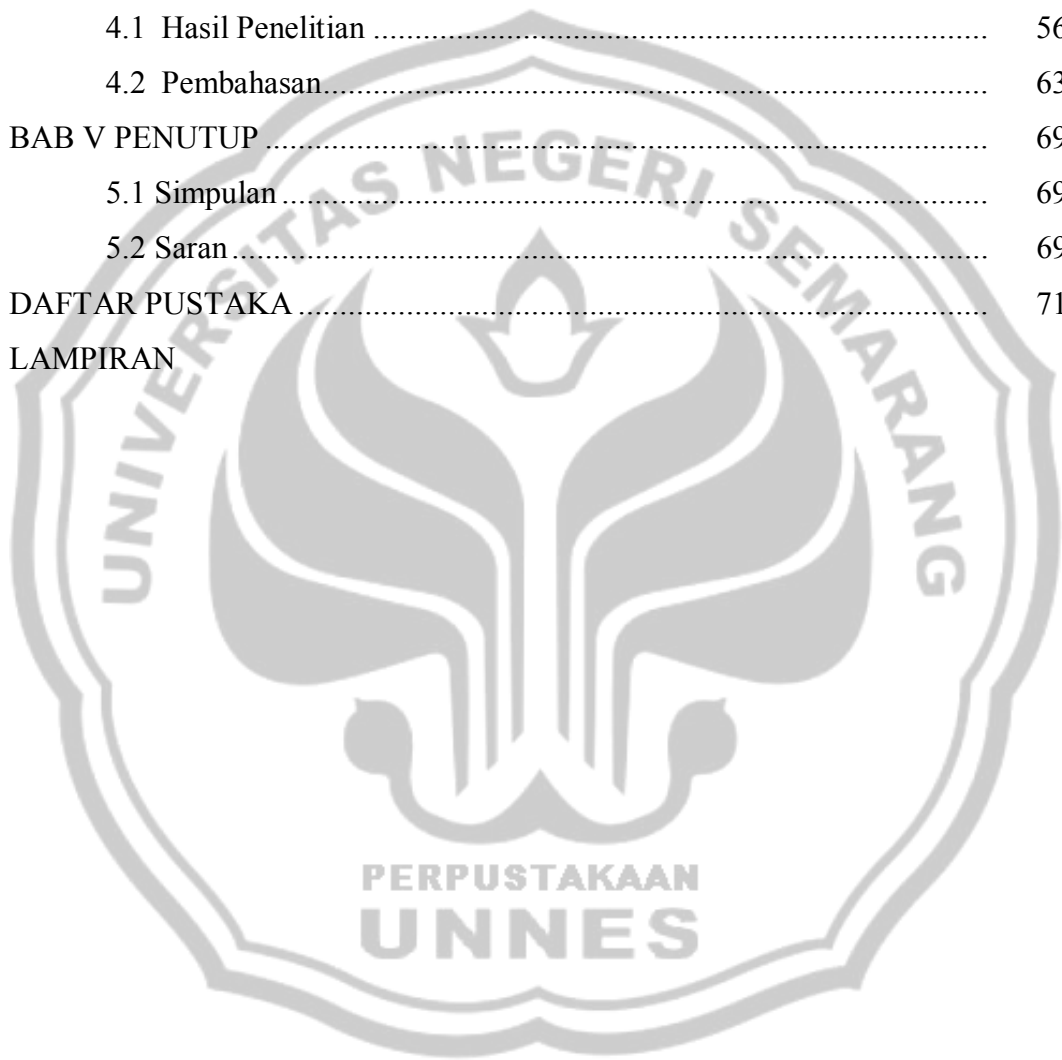 4.1 Hasil Penelitian ........................................................................................ 56
4.2 Pembahasan............................................................................................... 63
BAB V PENUTUP ....................................................................................................... 69
5.1 Simpulan ..................................................................................................... 69
5.2 Saran ............................................................................................................ 69
DAFTAR PUSTAKA .................................................................................................. 71
LAMPIRAN
UNIVERSITAS NEGERI SEMARANG
PERPUSTAKAAN
UNNES